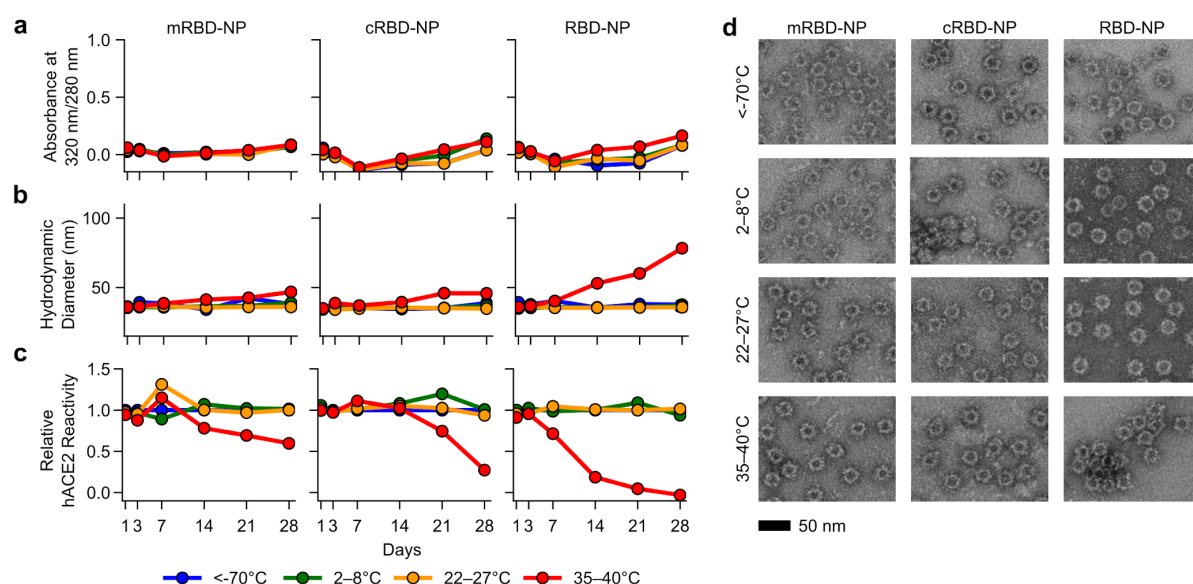 a
mRBD-NP cRBD-NP RBD-NP
Absorbance at
320 nm/280 nm
1.0
0.5
0.0
b
Hydrodynamic
Diameter (nm)
100
50
c
Relative
hACE2 Reactivity
1.5
1.0
0.5
0.0
1 3 7 14 21 28 1 3 7 14 21 28 1 3 7 14 21 28
Days
<-70°C 2–8°C 22–27°C 35–40°C
d
mRBD-NP cRBD-NP RBD-NP
<-70°C
2–8°C
22–27°C
35–40°C
50 nm